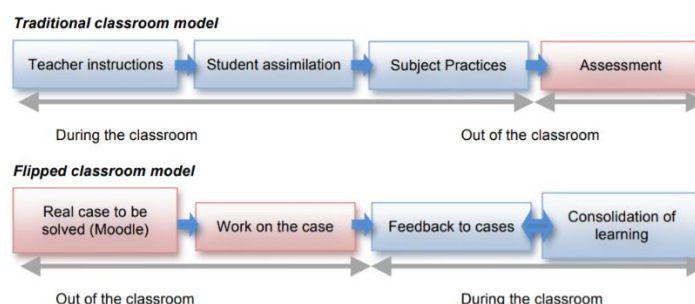 Traditional classroom model
Teacher instructions
Student assimilation
Subject Practices
Assessment
During the classroom
Out of the classroom
Flipped classroom model
Real case to be
solved (Moodle)
Work on the case
Feedback to cases
Consolidation of
learning
Out of the classroom
During the classroom